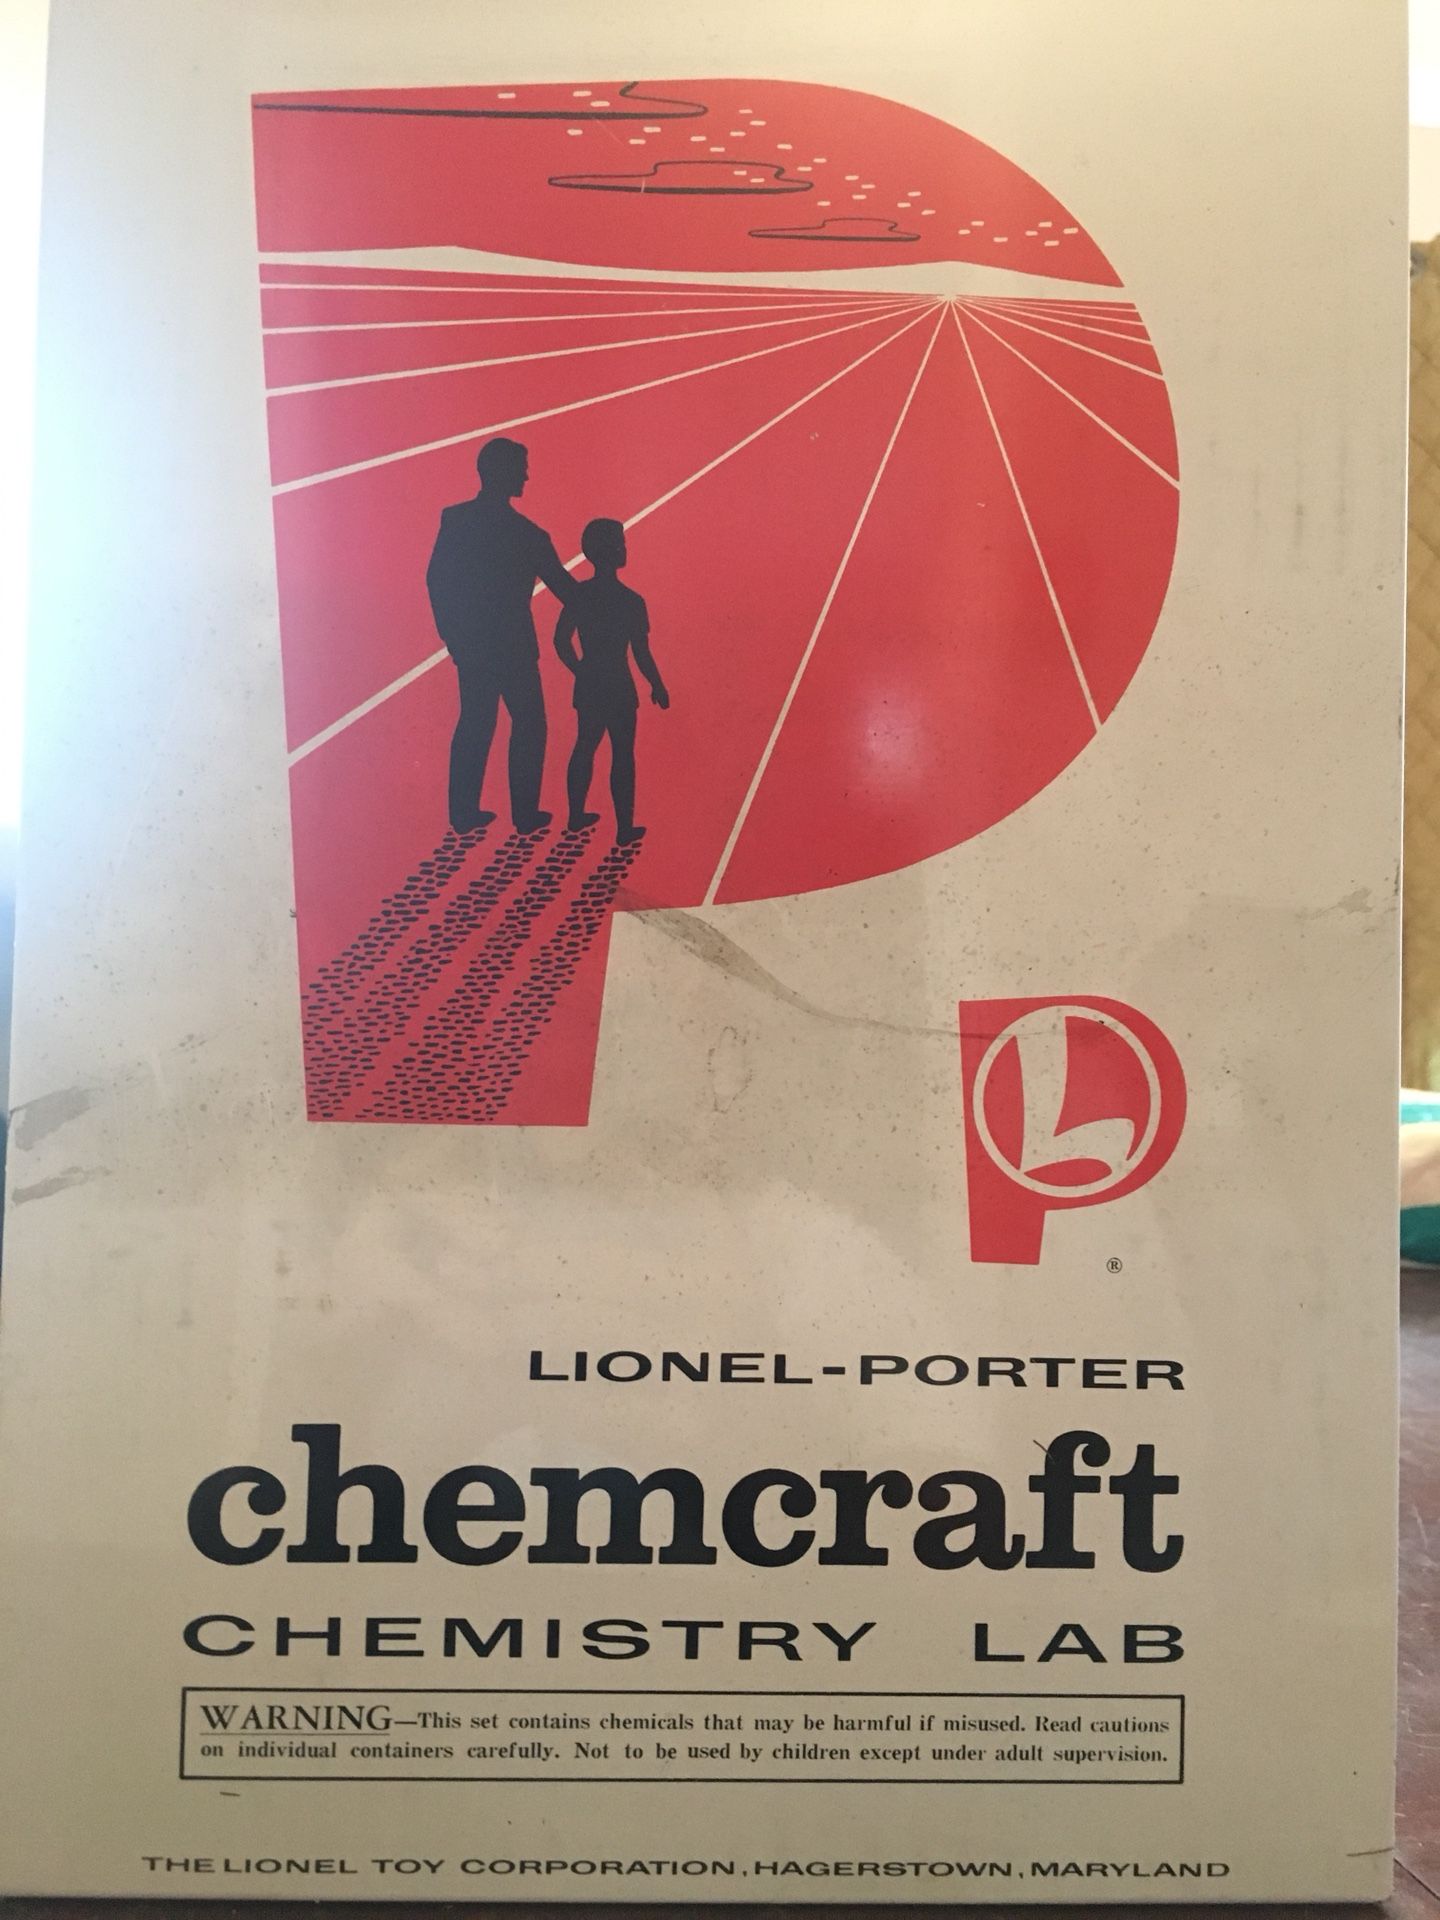 L
®
LIONEL-PORTER
chemcraft
CHEMISTRY LAB
WARNING—This set contains chemicals that may be harmful if misused. Read cautions
on individual containers carefully. Not to be used by children except under adult supervision.
THE LIONEL TOY CORPORATION, HAGERSTOWN, MARYLAND